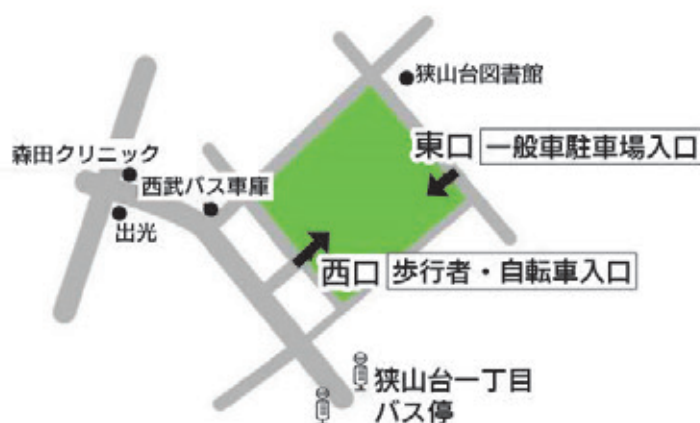 狭山台図書館
東口 一般車駐車場入口
森田クリニック
西武バス車庫
出光
西口 歩行者・自転車入口
狭山台一丁目
バス停